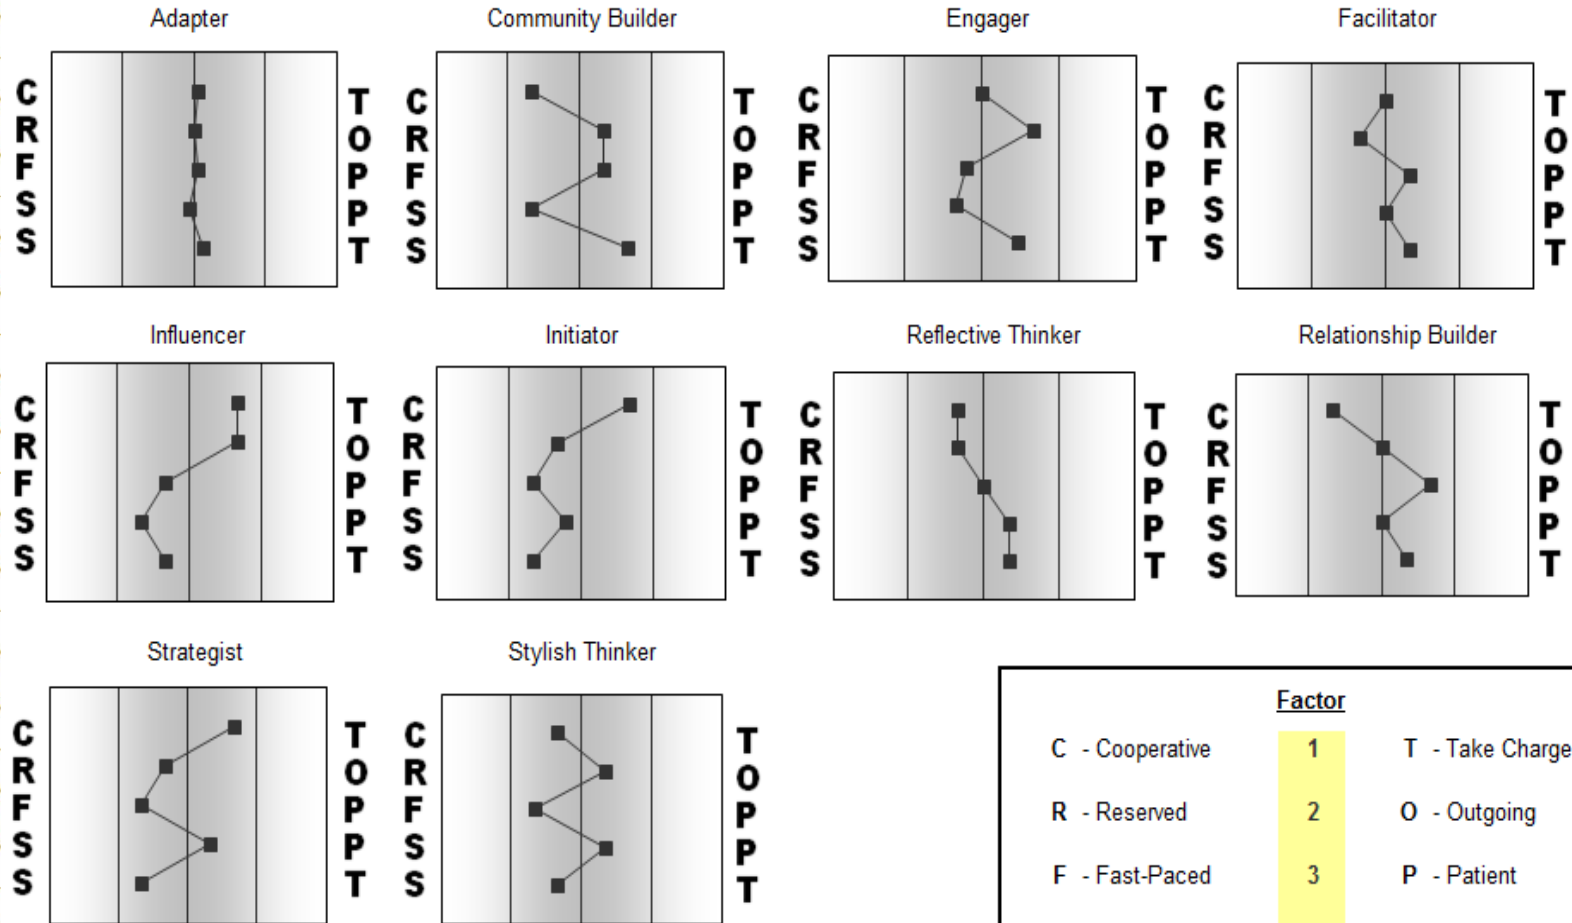 Adapter Community Builder Engager Facilitator
C T C T C T C T
R O R O R O R O
F P F P F P F P
S P S P S P S P
S T S T S T S T
Influencer Initiator Reflective Thinker Relationship Builder
C T C T C T C T
R O R O R O R O
F P F P F P F P
S P S P S P S P
S T S T S T S T
Strategist Stylish Thinker
C T C T
R O R O
F P F P
S P S P
S T S T
Factor
C - Cooperative 1 T - Take Charge
R - Reserved 2 O - Outgoing
F - Fast-Paced 3 P - Patient